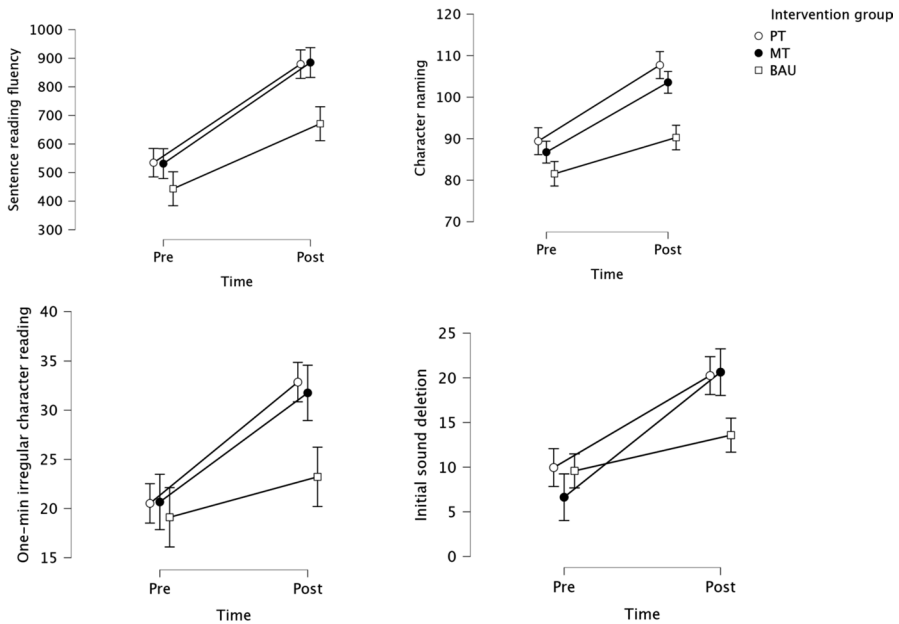 Sentence reading fluency
1000
900
800
700
600
500
400
300
Pre
Post
Time
Character naming
120
110
100
90
80
70
Pre
Post
Time
Intervention group
PT
MT
BAU
One-min irregular character reading
40
35
30
25
20
15
Pre
Post
Time
Initial sound deletion
25
20
15
10
5
0
Pre
Post
Time